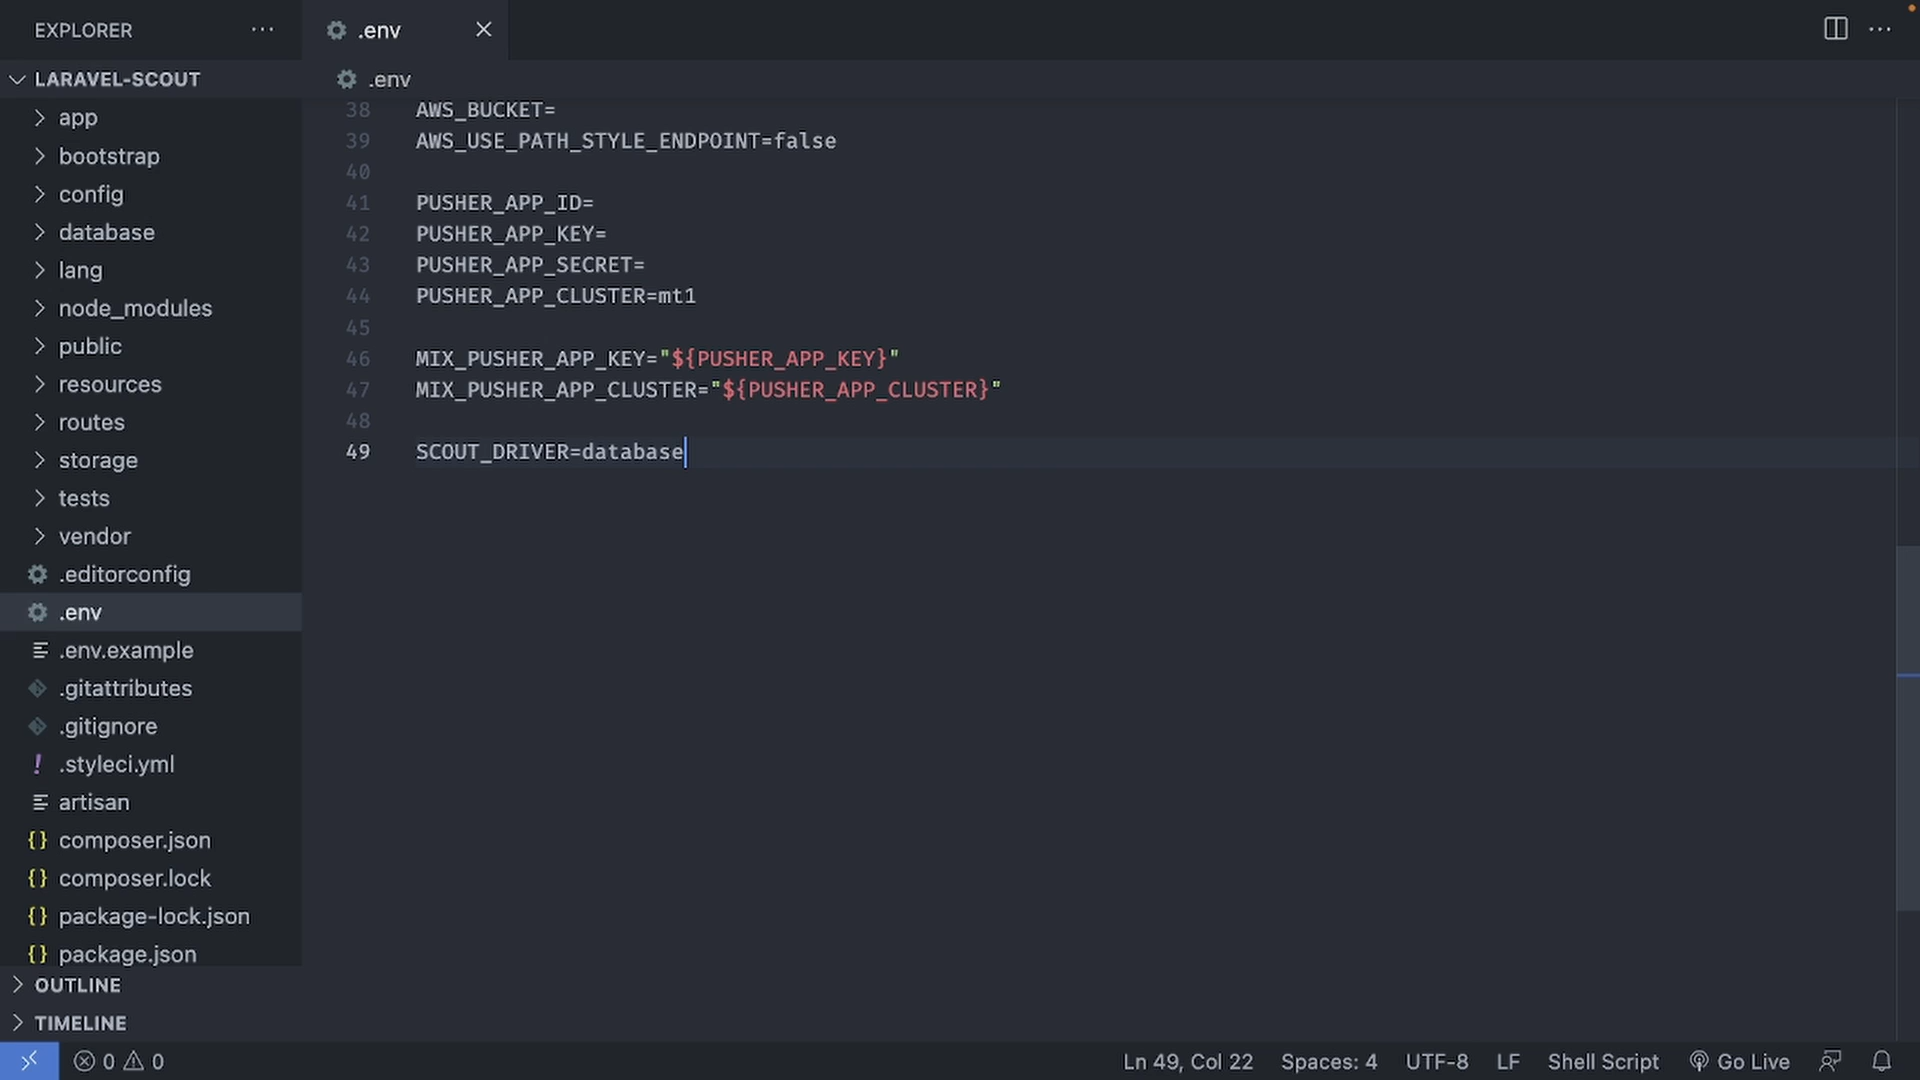 EXPLORER
.env
LARAVEL-SCOUT
.env
app
bootstrap
config
database
lang
node_modules
public
resources
routes
storage
tests
vendor
.editorconfig
.env
.env.example
.gitattributes
.gitignore
! .styleci.yml
artisan
{} composer.json
{} composer.lock
{} package-lock.json
{} package.json
OUTLINE
TIMELINE
38 AWS_BUCKET=
39 AWS_USE_PATH_STYLE_ENDPOINT=false
40
41 PUSHER_APP_ID=
42 PUSHER_APP_KEY=
43 PUSHER_APP_SECRET=
44 PUSHER_APP_CLUSTER=mt1
45
46 MIX_PUSHER_APP_KEY="${PUSHER_APP_KEY}"
47 MIX_PUSHER_APP_CLUSTER="${PUSHER_APP_CLUSTER}"
48
49 SCOUT_DRIVER=database
0 0 Ln 49, Col 22 Spaces: 4 UTF-8 LF Shell Script Go Live